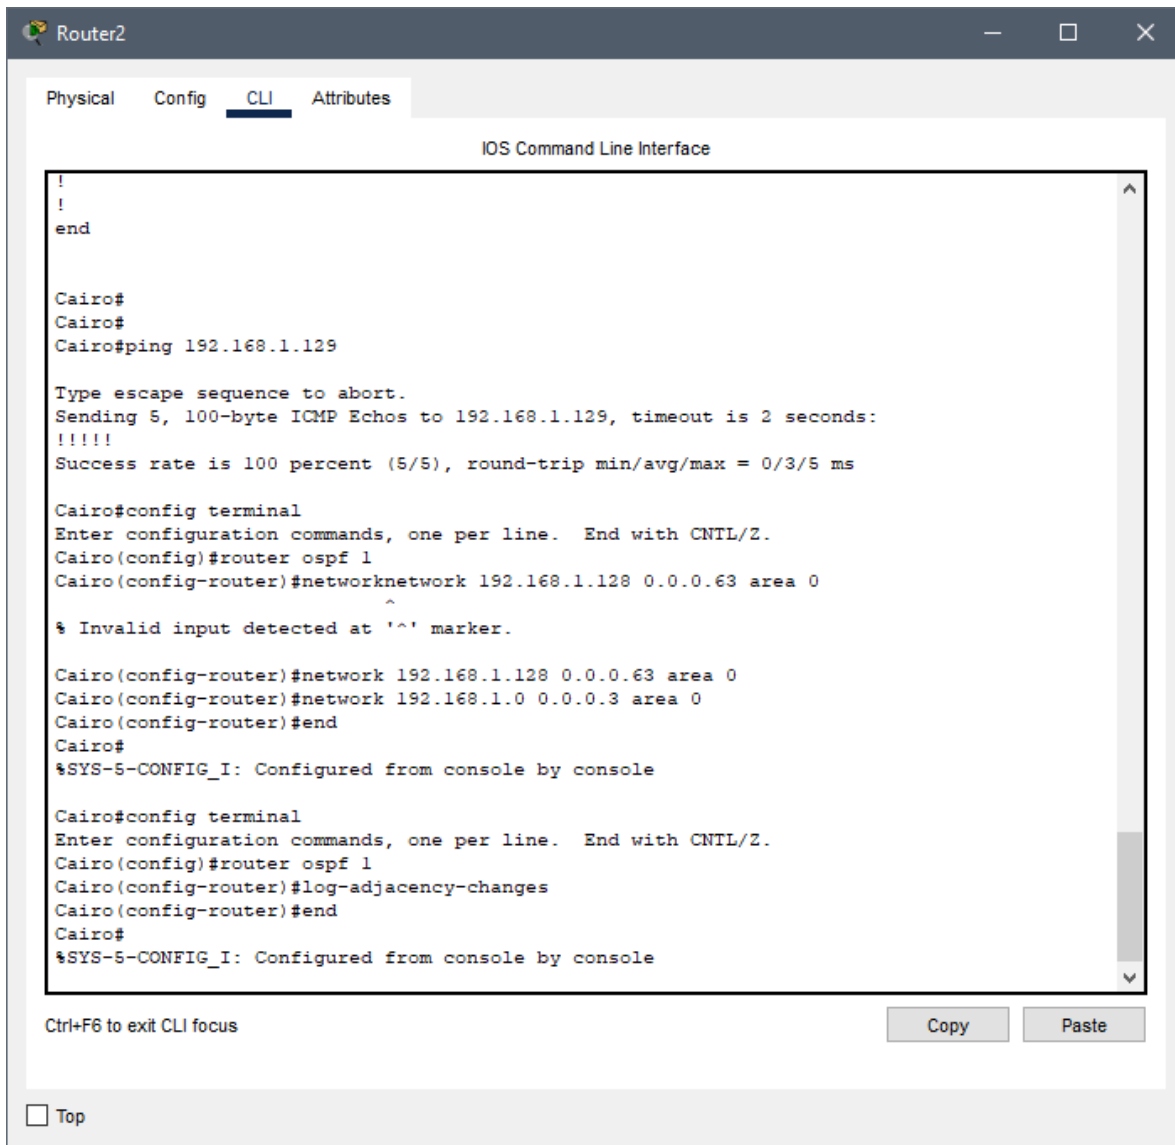 Router2
Physical Config CLI Attributes
IOS Command Line Interface
!
!
end
Cairo#
Cairo#
Cairo#ping 192.168.1.129
Type escape sequence to abort.
Sending 5, 100-byte ICMP Echos to 192.168.1.129, timeout is 2 seconds:
!!!!!
Success rate is 100 percent (5/5), round-trip min/avg/max = 0/3/5 ms
Cairo#config terminal
Enter configuration commands, one per line.  End with CNTL/Z.
Cairo(config)#router ospf 1
Cairo(config-router)#networknetwork 192.168.1.128 0.0.0.63 area 0
^
% Invalid input detected at '^' marker.
Cairo(config-router)#network 192.168.1.128 0.0.0.63 area 0
Cairo(config-router)#network 192.168.1.0 0.0.0.3 area 0
Cairo(config-router)#end
Cairo#
%SYS-5-CONFIG_I: Configured from console by console
Cairo#config terminal
Enter configuration commands, one per line.  End with CNTL/Z.
Cairo(config)#router ospf 1
Cairo(config-router)#log-adjacency-changes
Cairo(config-router)#end
Cairo#
%SYS-5-CONFIG_I: Configured from console by console
Ctrl+F6 to exit CLI focus
Copy Paste
Top